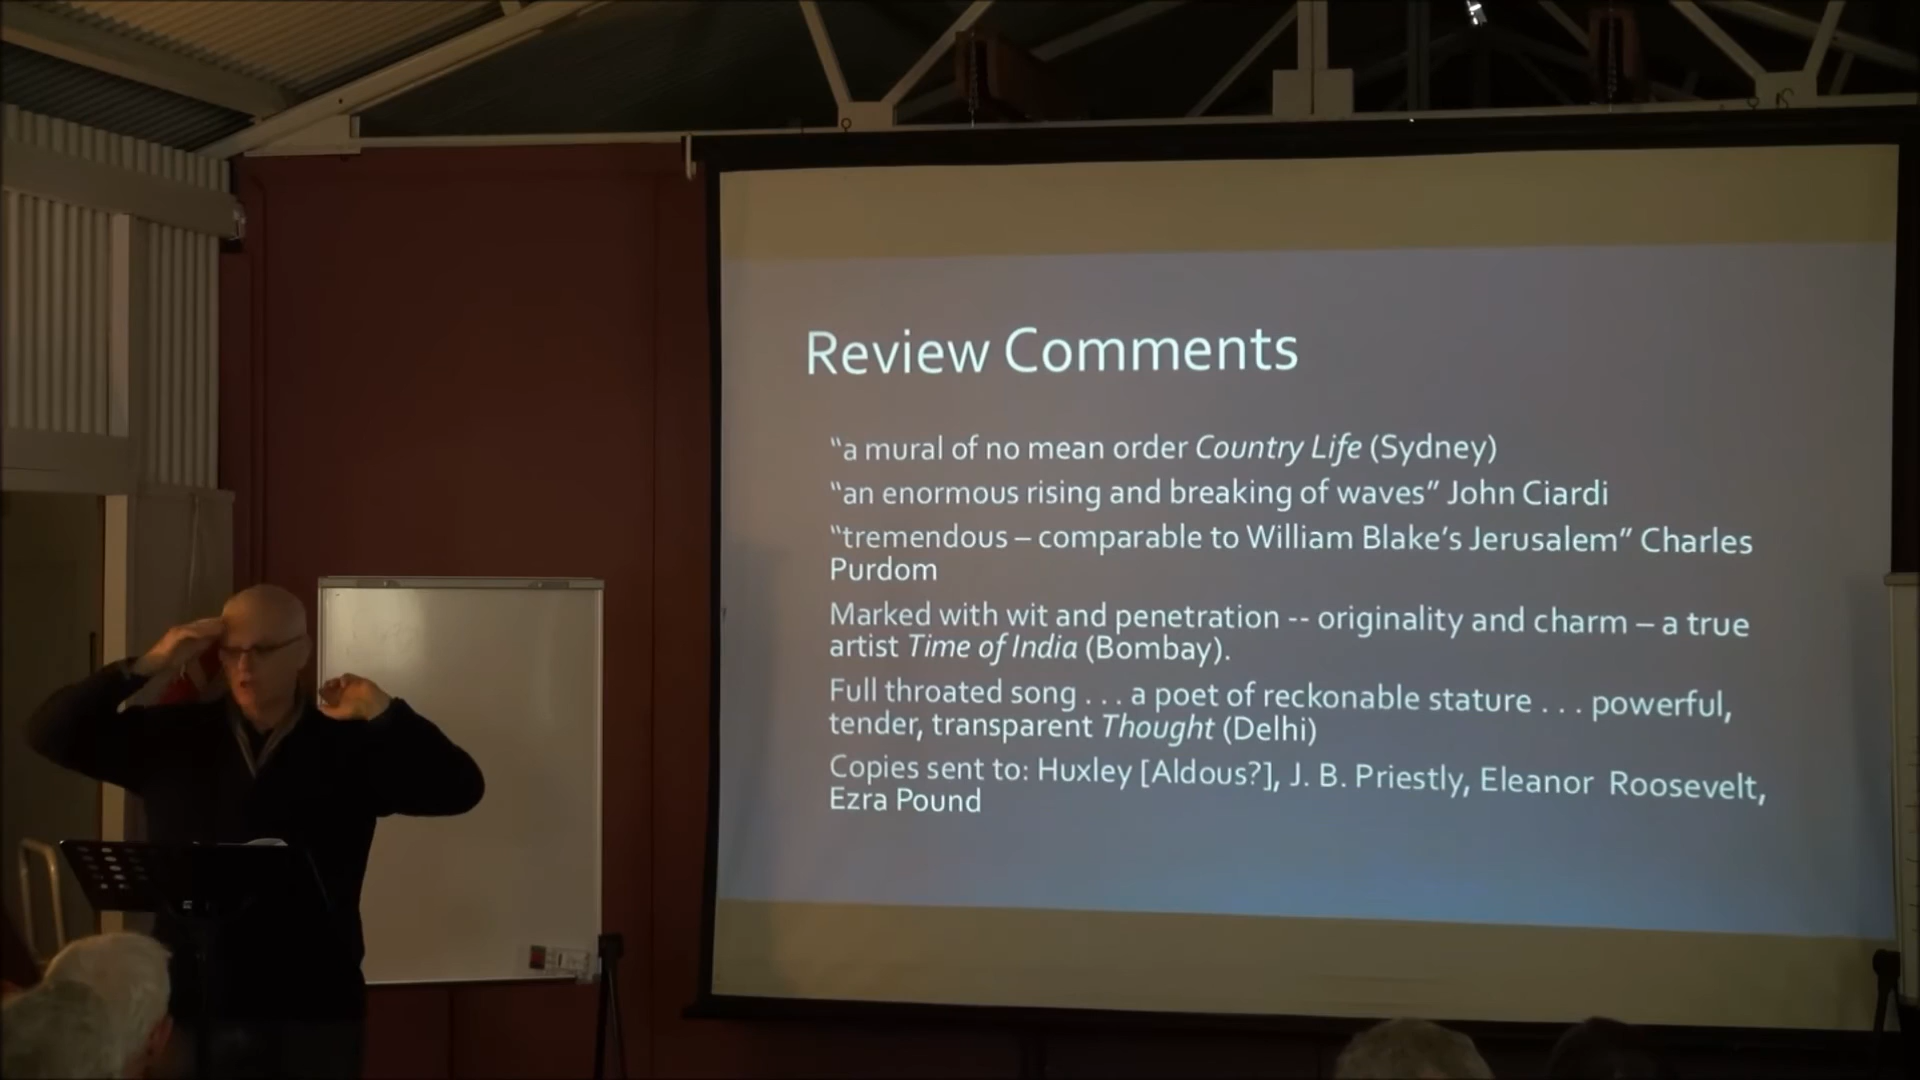 Review Comments
“a mural of no mean order Country Life (Sydney)
“an enormous rising and breaking of waves” John Ciardi
“tremendous – comparable to William Blake’s Jerusalem” Charles
Purdom
Marked with wit and penetration -- originality and charm – a true
artist Time of India (Bombay).
Full throated song . . . a poet of reckonable stature . . . powerful,
tender, transparent Thought (Delhi)
Copies sent to: Huxley [Aldous?], J. B. Priestly, Eleanor Roosevelt,
Ezra Pound